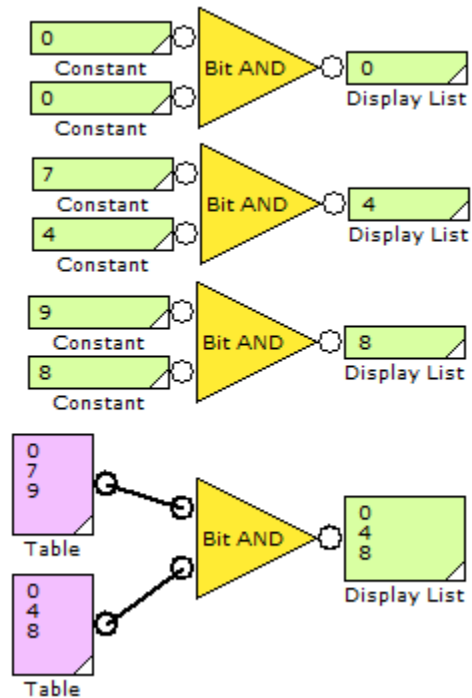 0
Constant
0
Constant
Bit AND
0
Display List
7
Constant
4
Constant
Bit AND
4
Display List
9
Constant
8
Constant
Bit AND
8
Display List
0
7
9
Table
0
4
8
Table
Bit AND
0
4
8
Display List